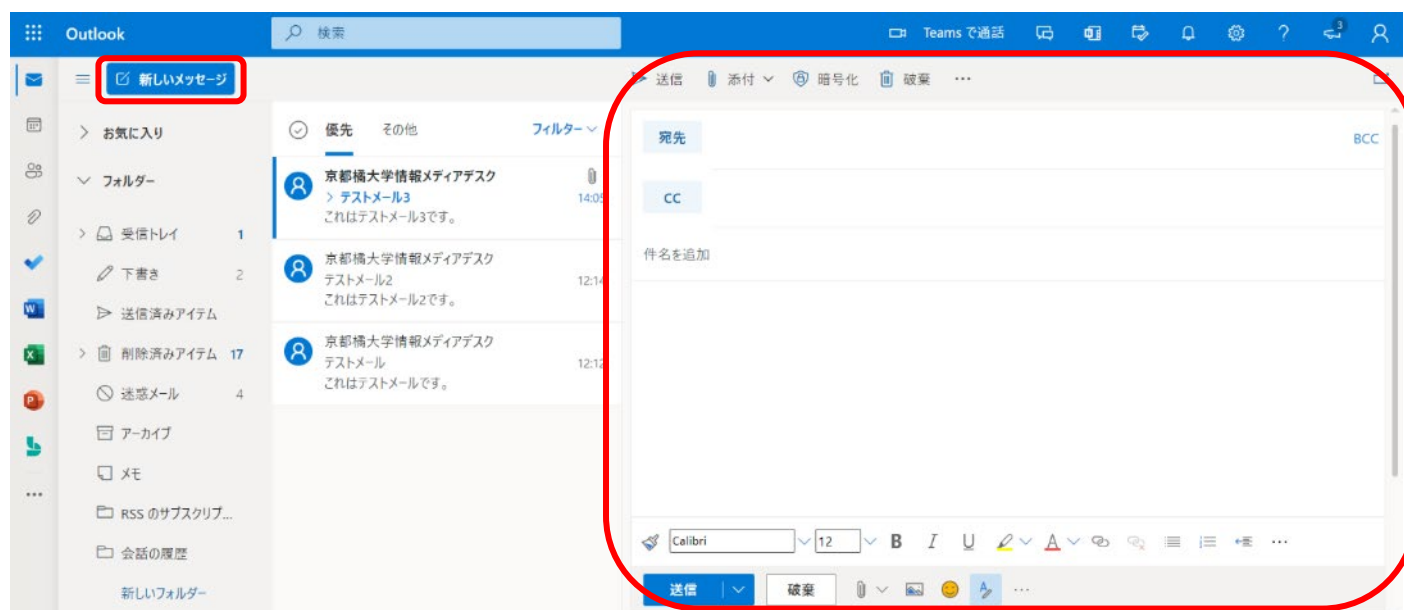 Outlook
検索
Teams で通話
3
新しいメッセージ
送信
添付
暗号化
破棄
お気に入り
フォルダー
受信トレイ 1
下書き 2
送信済みアイテム
削除済みアイテム 17
迷惑メール 4
アーカイブ
メモ
RSS のサブスクリプ...
会話の履歴
新しいフォルダー
優先 その他 フィルター
京都橘大学情報メディアデスク
> テストメール3
これはテストメール3です。
京都橘大学情報メディアデスク
テストメール2 12:14
これはテストメール2です。
京都橘大学情報メディアデスク
テストメール 12:12
これはテストメールです。
宛先 BCC
CC
件名を追加
Calibri 12 B I U A
送信 破棄